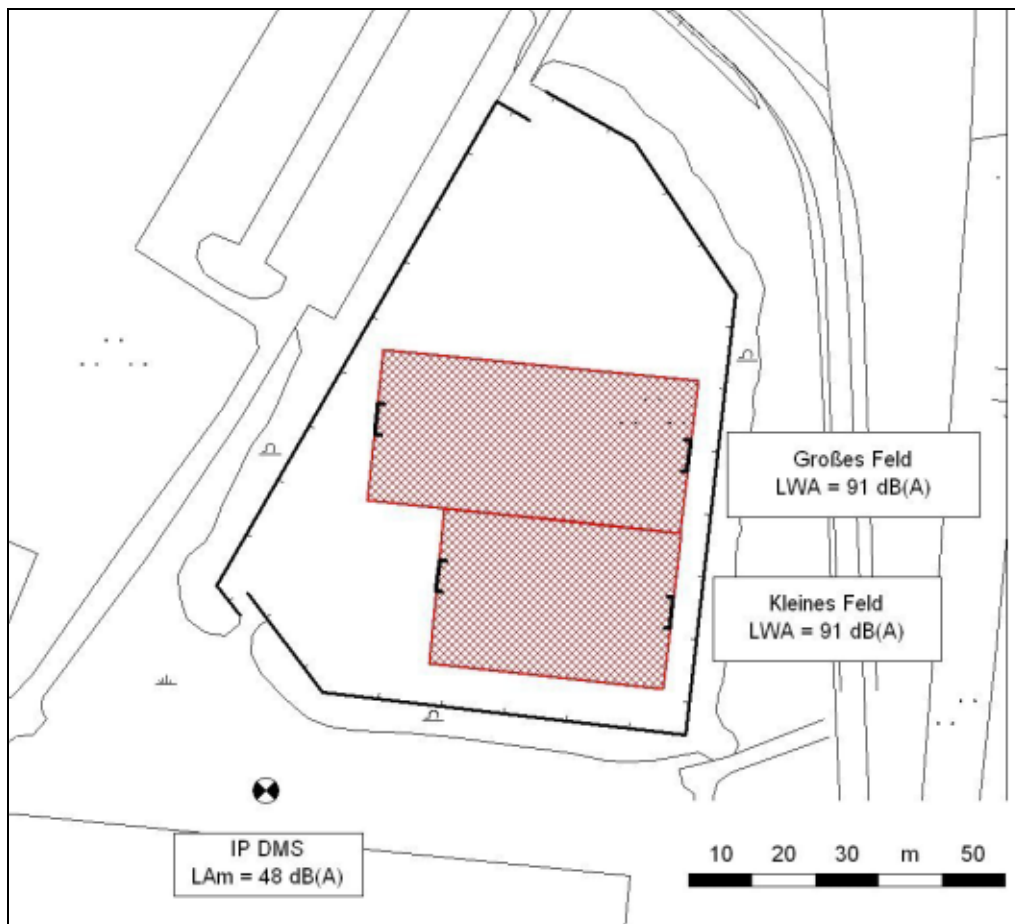 Großes Feld
LWA = 91 dB(A)
Kleines Feld
LWA = 91 dB(A)
IP DMS
LAm = 48 dB(A)
10 20 30 m 50